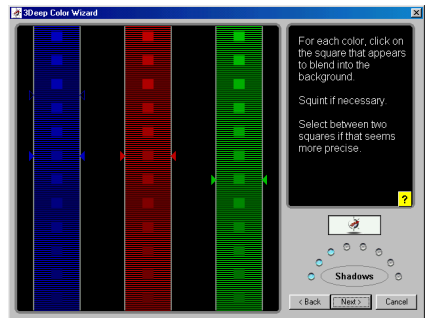 3Deep Color Wizard
For each color, click on
the square that appears
to blend into the
background.
Squint if necessary.
Select between two
squares if that seems
more precise.
?
Shadows
< Back
Next >
Cancel